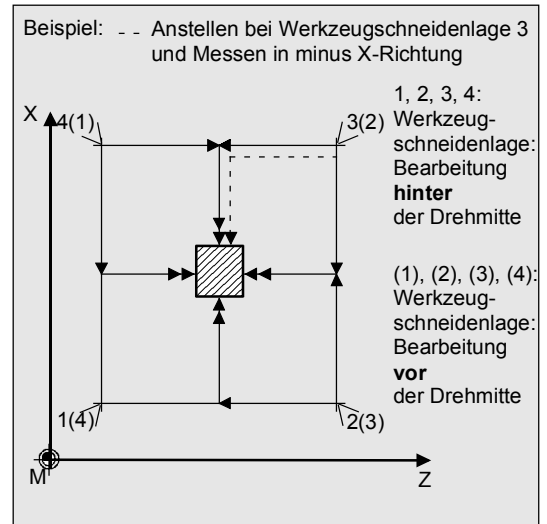 Beispiel: - - Anstellen bei Werkzeugschneidenlage 3
und Messen in minus X-Richtung
X
4(1)
3(2)
1, 2, 3, 4:
Werkzeug-
schneidenlage:
Bearbeitung
hinter
der Drehmitte
(1), (2), (3), (4):
Werkzeug-
schneidenlage:
Bearbeitung
vor
der Drehmitte
1(4)
2(3)
M
Z